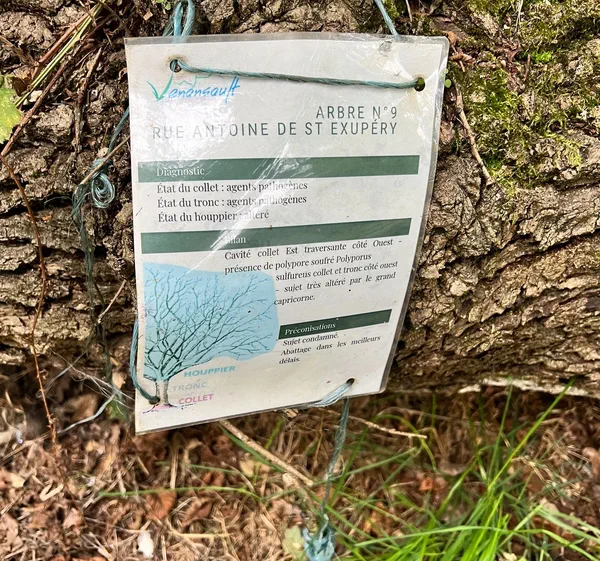 Venansault
ARBRE N°9
RUE ANTOINE DE ST EXUPÉRY
Diagnostic
État du collet : agents pathogènes
État du tronc : agents pathogènes
État du houppier : altéré
Bilan
Cavité collet Est traversante côté Ouest -
présence de polypore soufré Polyporus
sulfureus collet et tronc côté ouest
- sujet très altéré par le grand
capricorne.
Préconisations
Sujet condamné.
Abattage dans les meilleurs
délais.
HOUPPIER
TRONC
COLLET